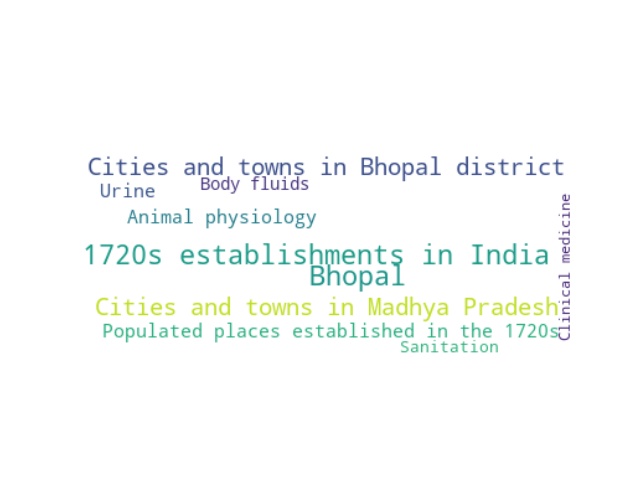 Cities and towns in Bhopal district
Urine
Body fluids
Animal physiology
Clinical medicine
1720s establishments in India
Bhopal
Cities and towns in Madhya Pradesh
Populated places established in the 1720s
Sanitation